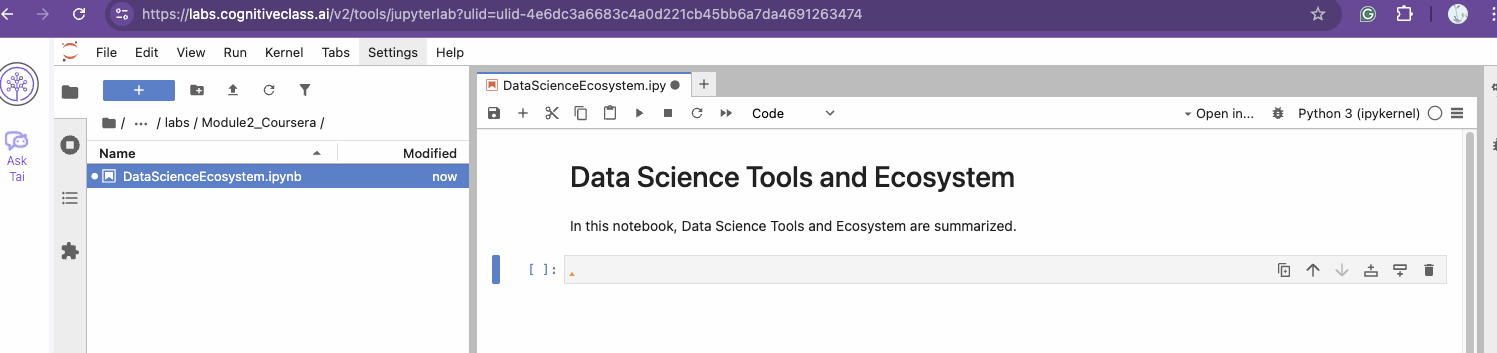 https://labs.cognitiveclass.ai/v2/tools/jupyterlab?ulid=ulid-4e6dc3a6683c4a0d221cb45bb6a7da4691263474
File Edit View Run Kernel Tabs Settings Help
DataScienceEcosystem.ipy
+
Code
Open in...
Python 3 (ipykernel)
/ ... / labs / Module2_Coursera /
Name Modified
DataScienceEcosystem.ipynb now
Ask
Tai
Data Science Tools and Ecosystem
In this notebook, Data Science Tools and Ecosystem are summarized.
[ ]: